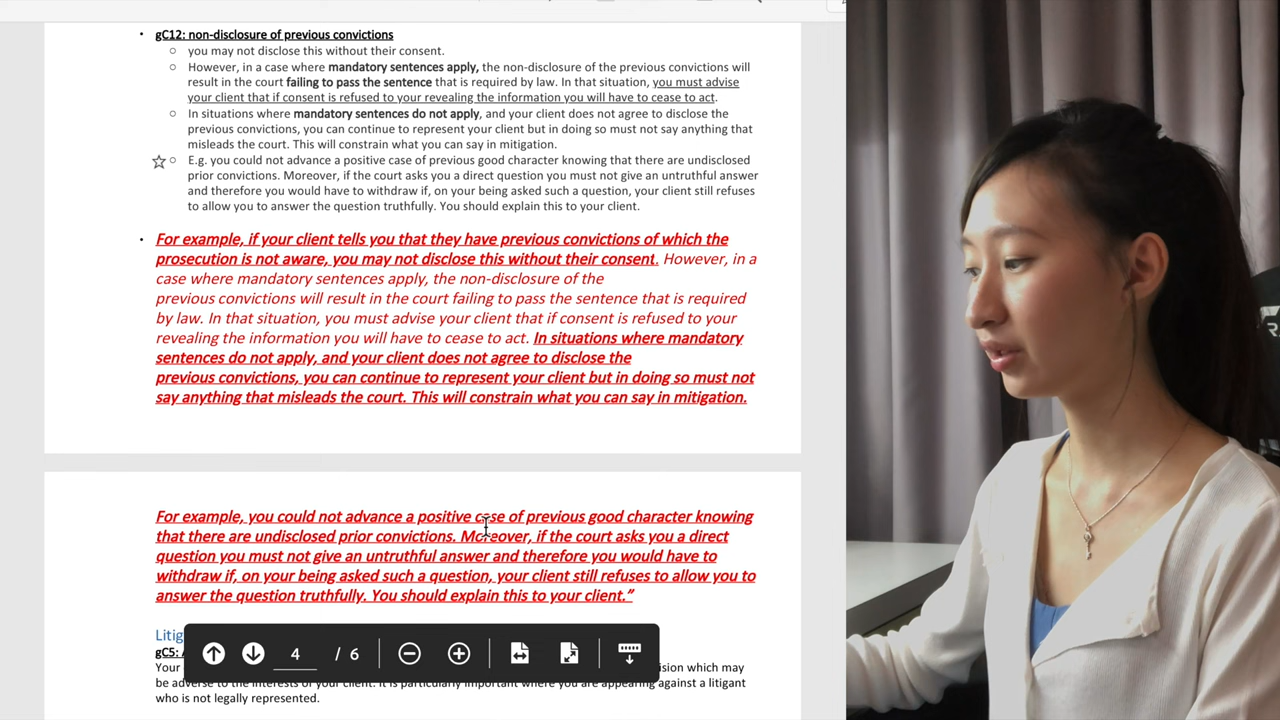 gC12: non-disclosure of previous convictions
you may not disclose this without their consent.
However, in a case where mandatory sentences apply, the non-disclosure of the previous convictions will
result in the court failing to pass the sentence that is required by law. In that situation, you must advise
your client that if consent is refused to your revealing the information you will have to cease to act.
In situations where mandatory sentences do not apply, and your client does not agree to disclose the
previous convictions, you can continue to represent your client but in doing so must not say anything that
misleads the court. This will constrain what you can say in mitigation.
E.g. you could not advance a positive case of previous good character knowing that there are undisclosed
prior convictions. Moreover, if the court asks you a direct question you must not give an untruthful answer
and therefore you would have to withdraw if, on your being asked such a question, your client still refuses
to allow you to answer the question truthfully. You should explain this to your client.
For example, if your client tells you that they have previous convictions of which the
prosecution is not aware, you may not disclose this without their consent. However, in a
case where mandatory sentences apply, the non-disclosure of the
previous convictions will result in the court failing to pass the sentence that is required
by law. In that situation, you must advise your client that if consent is refused to your
revealing the information you will have to cease to act. In situations where mandatory
sentences do not apply, and your client does not agree to disclose the
previous convictions, you can continue to represent your client but in doing so must not
say anything that misleads the court. This will constrain what you can say in mitigation.
For example, you could not advance a positive case of previous good character knowing
that there are undisclosed prior convictions. Moreover, if the court asks you a direct
question you must not give an untruthful answer and therefore you would have to
withdraw if, on your being asked such a question, your client still refuses to allow you to
answer the question truthfully. You should explain this to your client.”
Litig
gC5:
4 / 6
Your
ision which may
be adverse to the interests of your client. It is particularly important where you are appearing against a litigant
who is not legally represented.